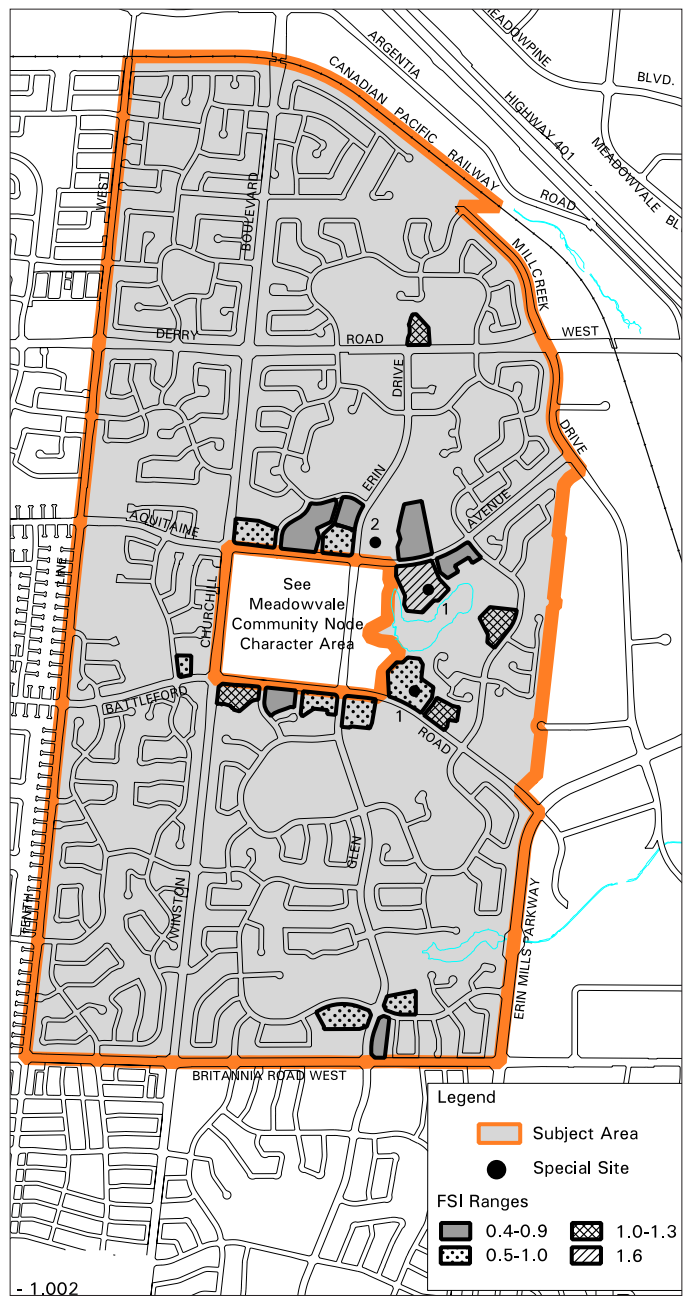 MEADOWPINE
BLVD.
ARGENTIA
CANADIAN PACIFIC RAILWAY
HIGHWAY 401
MEADOWVALE BL
ROAD
WEST
BOULEVARD
MILLCREEK
DERRY
ROAD
WEST
DRIVE
DRIVE
ERIN
AVENUE
AQUITAINE
2
LINE
CHURCHILL
See
Meadowvale
Community Node
Character Area
1
BATTLEFORD
1
ROAD
GLEN
WINSTON
TENTH
ERIN MILLS PARKWAY
BRITANNIA ROAD WEST
Legend
Subject Area
Special Site
FSI Ranges
0.4-0.9
1.0-1.3
0.5-1.0
1.6
- 1.002